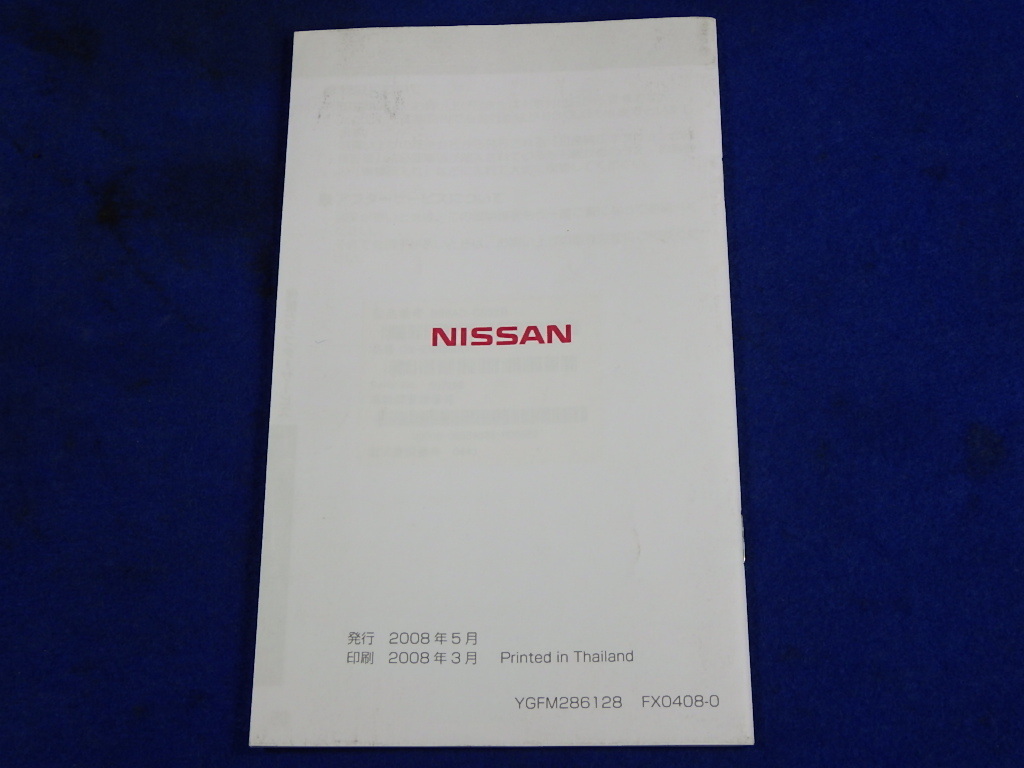 NISSAN
発行 2008年5月
印刷 2008年3月 Printed in Thailand
YGFM286128 FX0408-0